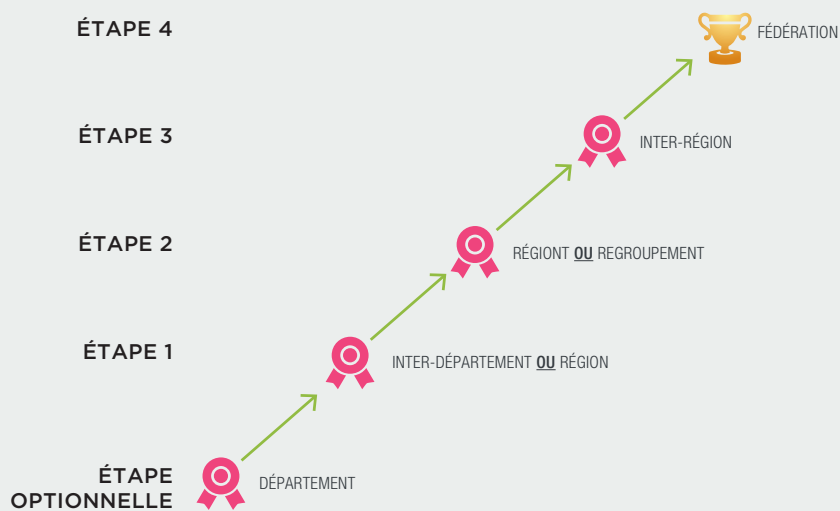 ÉTAPE 4
FÉDÉRATION
ÉTAPE 3
INTER-RÉGION
ÉTAPE 2
RÉGIONT OU REGROUPEMENT
ÉTAPE 1
INTER-DÉPARTEMENT OU RÉGION
ÉTAPE
OPTIONNELLE
DÉPARTEMENT